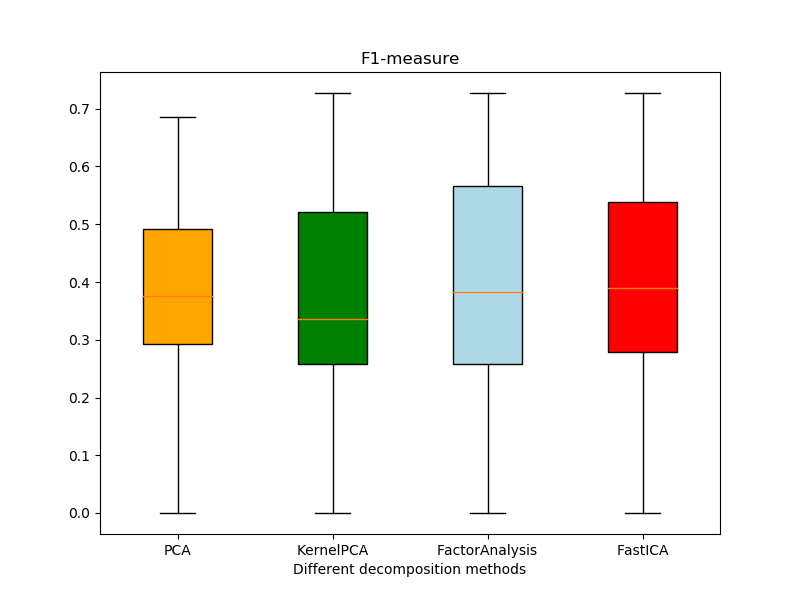 F1-measure
0.7
0.6
0.5
0.4
0.3
0.2
0.1
0.0
PCA KernelPCA FactorAnalysis FastICA
Different decomposition methods